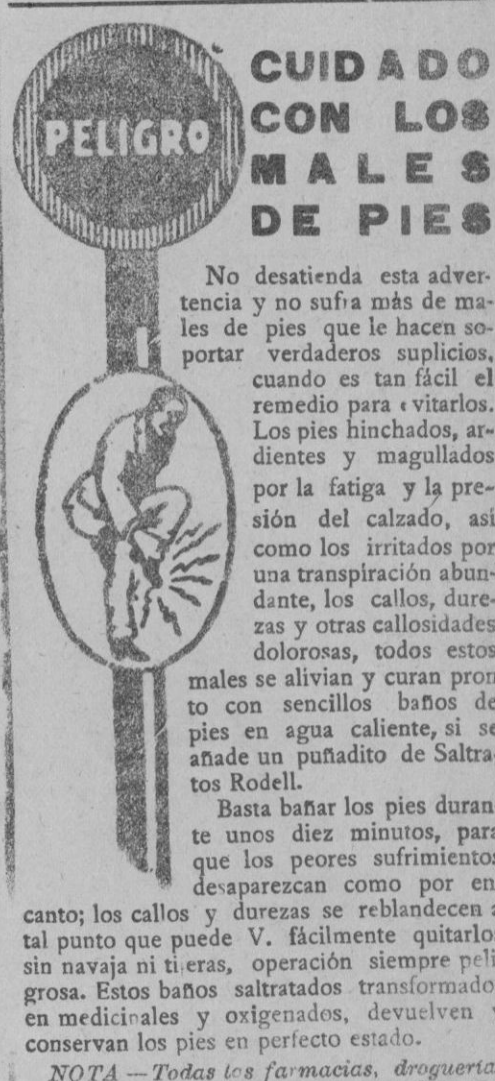 PELIGRO
CUIDADO
CON LOS
MALES
DE PIES
No desatienda esta adver-
tencia y no sufra más de ma-
les de pies que le hacen so-
portar verdaderos suplicios,
cuando es tan fácil el
remedio para evitarlos.
Los pies hinchados, ar-
dientes y magullados
por la fatiga y la pre-
sión del calzado, así
como los irritados por
una transpiración abun-
dante, los callos, dure-
zas y otras callosidades
dolorosas, todos estos
males se alivian y curan pron
to con sencillos baños de
pies en agua caliente, si se
añade un puñadito de Saltra-
tos Rodell.
Basta bañar los pies duran
te unos diez minutos, para
que los peores sufrimientos
desaparezcan como por en
canto; los callos y durezas se reblandecen a
tal punto que puede V. fácilmente quitarlos
sin navaja ni tijeras, operación siempre peli
grosa. Estos baños saltratados transformados
en medicinales y oxigenados, devuelven y
conservan los pies en perfecto estado.
NOTA — Todas los farmacias, droguería